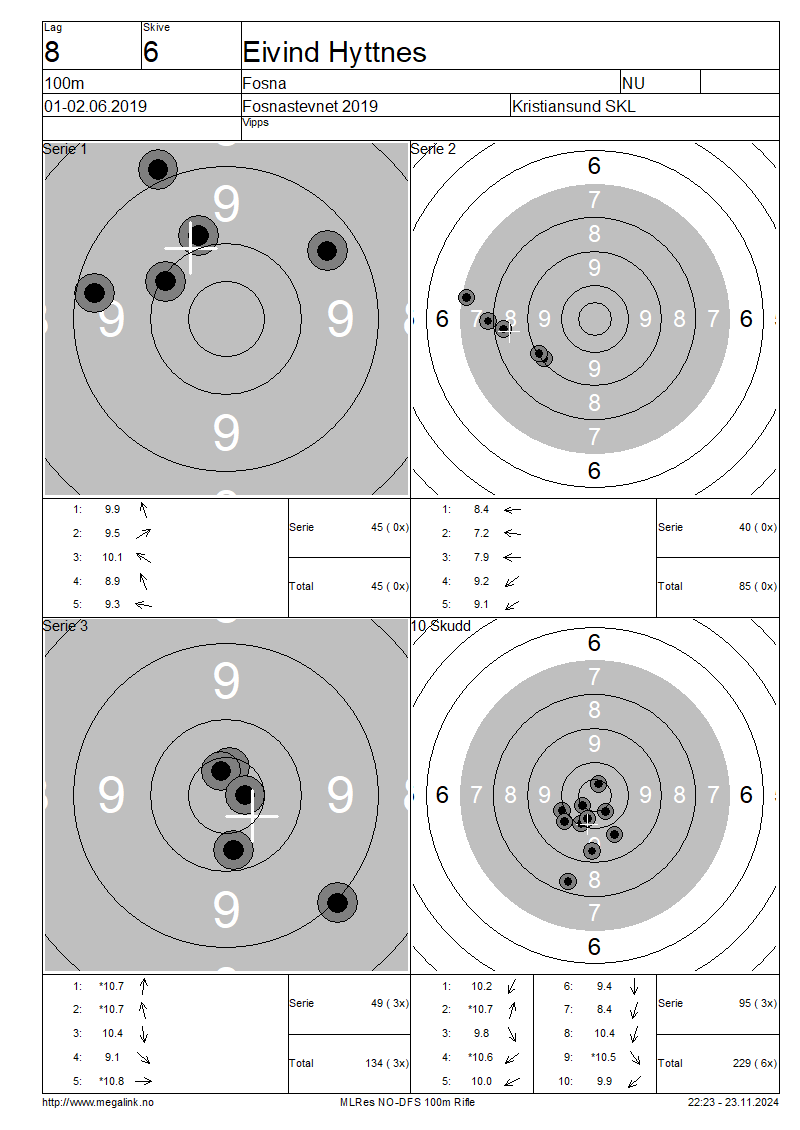 Lag Skive
8 6 Eivind Hyttnes
100m Fosna NU
01-02.06.2019 Fosnastevnet 2019 Kristiansund SKL
Vipps
Serie 1
9
9 9
9
8 8
Serie 2
6
7
8
9
6 7 8 9 9 8 7 6
9
8
7
6
1: 9.9
2: 9.5
3: 10.1
4: 8.9
5: 9.3
Serie 45 ( 0x)
Total 45 ( 0x)
1: 8.4
2: 7.2
3: 7.9
4: 9.2
5: 9.1
Serie 40 ( 0x)
Total 85 ( 0x)
Serie 3
9
9 9
9
10 Skudd
6
7
8
9
6 7 8 9 9 8 7 6
9
8
7
6
1: *10.7
2: *10.7
3: 10.4
4: 9.1
5: *10.8
Serie 49 ( 3x)
Total 134 ( 3x)
1: 10.2 6: 9.4
2: *10.7 7: 8.4
3: 9.8 8: 10.4
4: *10.6 9: *10.5
5: 10.0 10: 9.9
Serie 95 ( 3x)
Total 229 ( 6x)
http://www.megalink.no MLRes NO-DFS 100m Rifle 22:23 - 23.11.2024